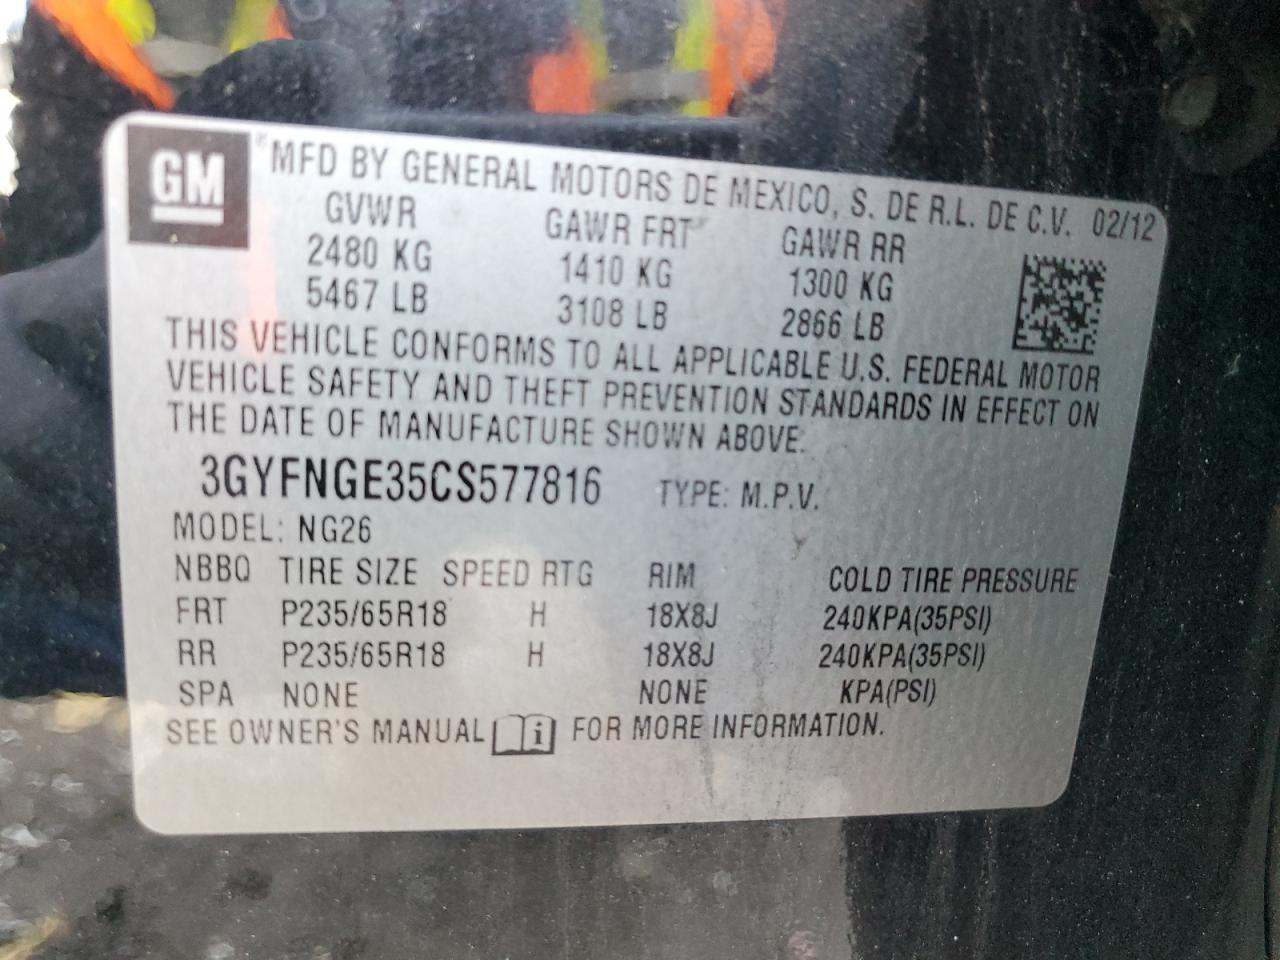 GM
® MFD BY GENERAL MOTORS DE MEXICO, S. DE R.L. DE C.V. 02/12
GVWR GAWR FRT GAWR RR
2480 KG 1410 KG 1300 KG
5467 LB 3108 LB 2866 LB
THIS VEHICLE CONFORMS TO ALL APPLICABLE U.S. FEDERAL MOTOR
VEHICLE SAFETY AND THEFT PREVENTION STANDARDS IN EFFECT ON
THE DATE OF MANUFACTURE SHOWN ABOVE.
3GYFNGE35CS577816 TYPE: M.P.V.
MODEL: NG26
NBBQ TIRE SIZE SPEED RTG RIM COLD TIRE PRESSURE
FRT P235/65R18 H 18X8J 240KPA(35PSI)
RR P235/65R18 H 18X8J 240KPA(35PSI)
SPA NONE NONE KPA(PSI)
SEE OWNER'S MANUAL i FOR MORE INFORMATION.